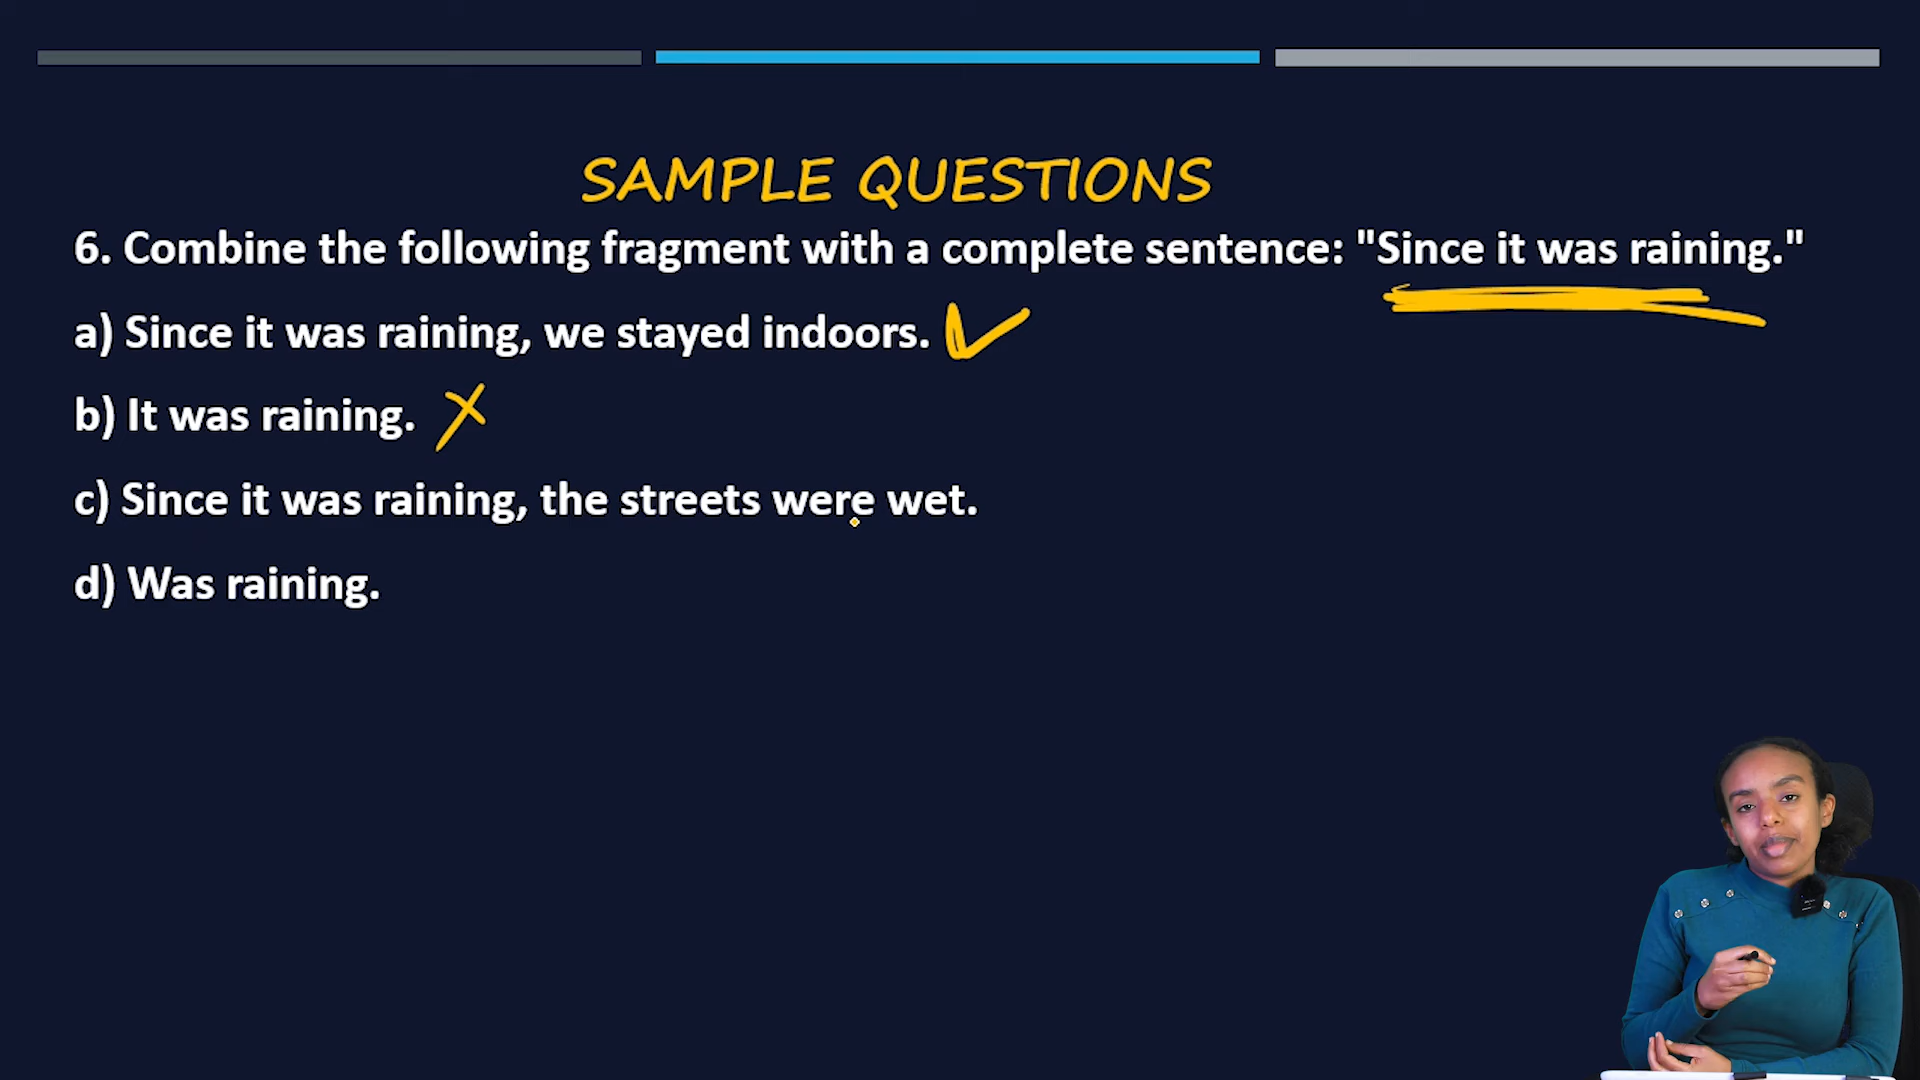 SAMPLE QUESTIONS
6. Combine the following fragment with a complete sentence: "Since it was raining."
a) Since it was raining, we stayed indoors.
b) It was raining.
c) Since it was raining, the streets were wet.
d) Was raining.